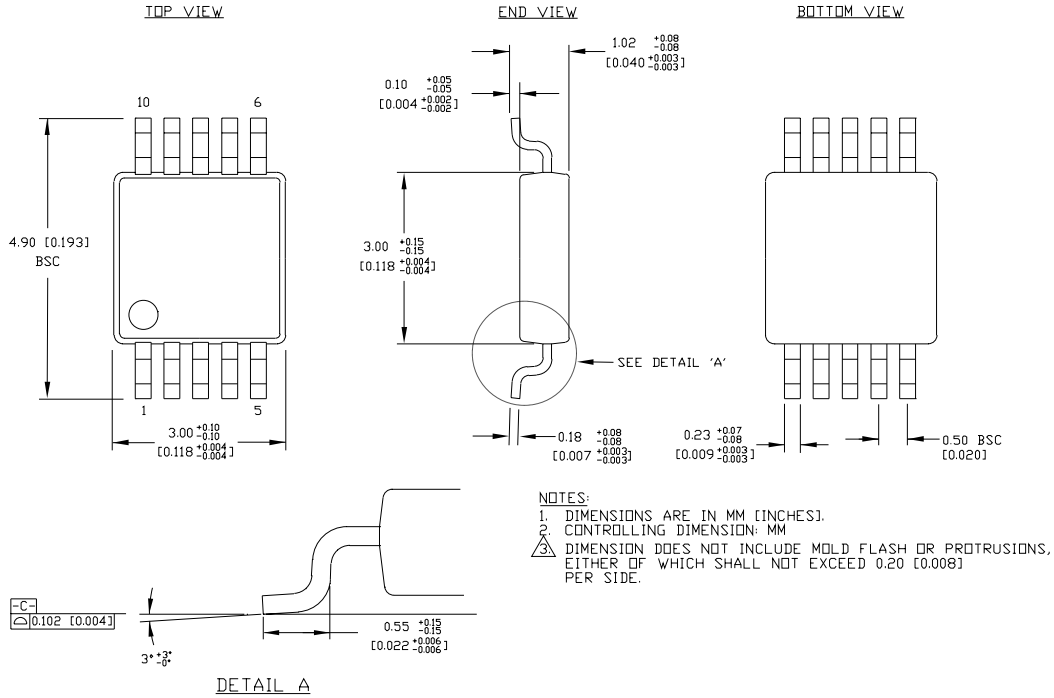 TOP VIEW
END VIEW
BOTTOM VIEW
1.02 +0.08 -0.08
[0.040 +0.003 -0.003]
0.10 +0.05 -0.05
[0.004 +0.002 -0.002]
10
6
4.90 [0.193]
BSC
3.00 +0.15 -0.15
[0.118 +0.004 -0.004]
SEE DETAIL 'A'
1
5
3.00 +0.10 -0.10
[0.118 +0.004 -0.004]
0.18 +0.08 -0.08
[0.007 +0.003 -0.003]
0.23 +0.07 -0.08
[0.009 +0.003 -0.003]
0.50 BSC
[0.020]
NOTES:
1. DIMENSIONS ARE IN MM [INCHES].
2. CONTROLLING DIMENSION: MM
3. DIMENSION DOES NOT INCLUDE MOLD FLASH OR PROTRUSIONS,
EITHER OF WHICH SHALL NOT EXCEED 0.20 [0.008]
PER SIDE.
-C-
0.102 [0.004]
3° +3° -0°
0.55 +0.15 -0.15
[0.022 +0.006 -0.006]
DETAIL A